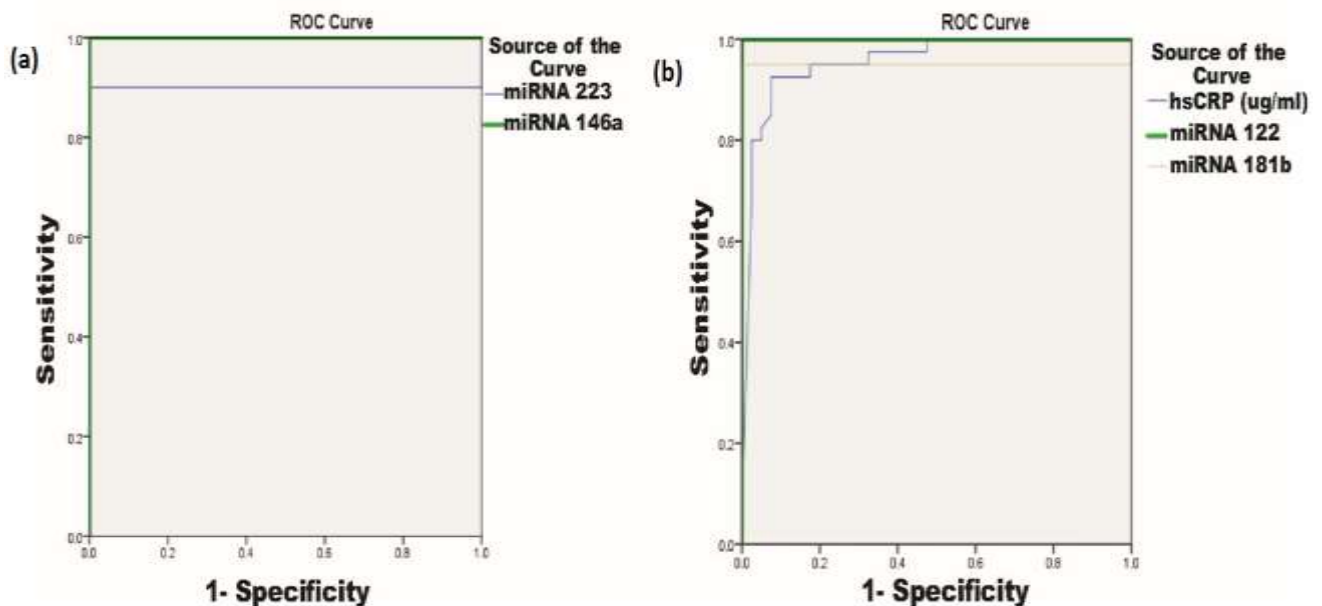 (a)
ROC Curve
Source of the
Curve
miRNA 223
miRNA 146a
Sensitivity
1.0
0.8
0.6
0.4
0.2
0.0
0.0 0.2 0.4 0.6 0.8 1.0
1- Specificity
(b)
ROC Curve
Source of the
Curve
hsCRP (ug/ml)
miRNA 122
miRNA 181b
Sensitivity
1.0
0.8
0.6
0.4
0.2
0.0
0.0 0.2 0.4 0.6 0.8 1.0
1- Specificity